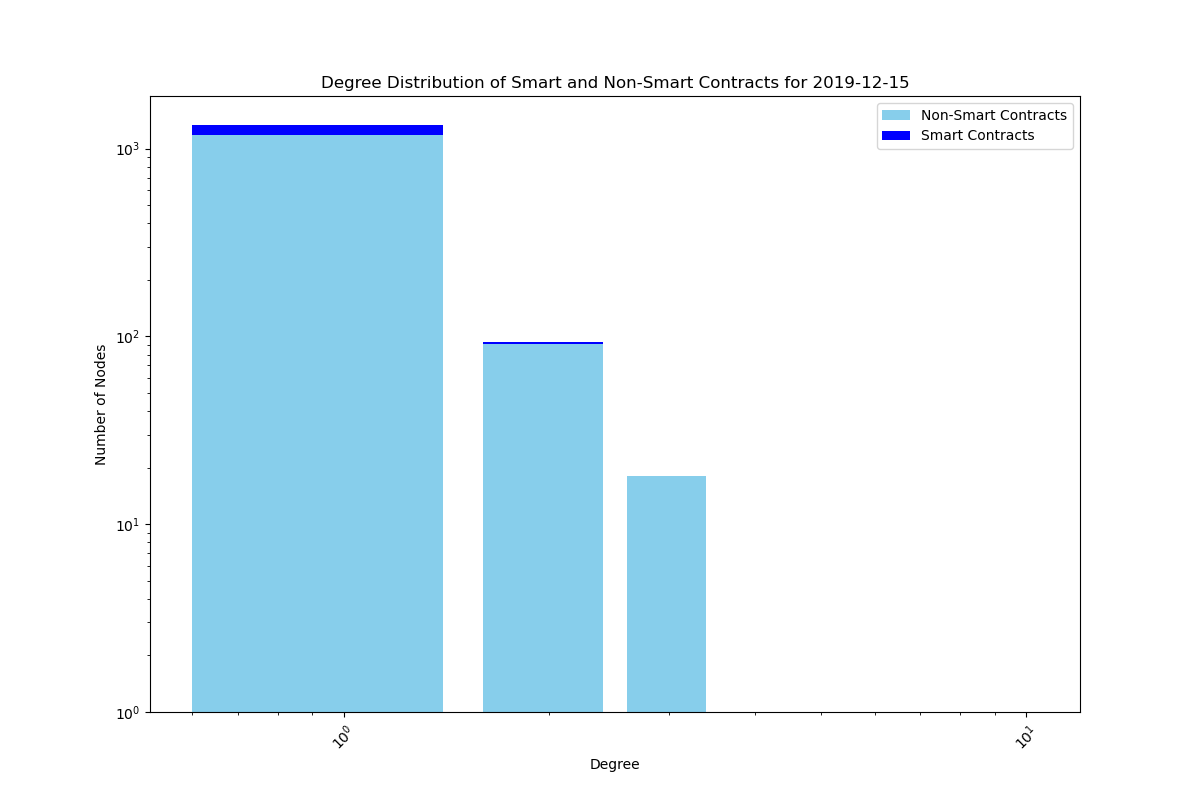 Degree Distribution of Smart and Non-Smart Contracts for 2019-12-15
Non-Smart Contracts
Smart Contracts
Number of Nodes
10³
10²
10¹
10⁰
10⁰
10¹
Degree